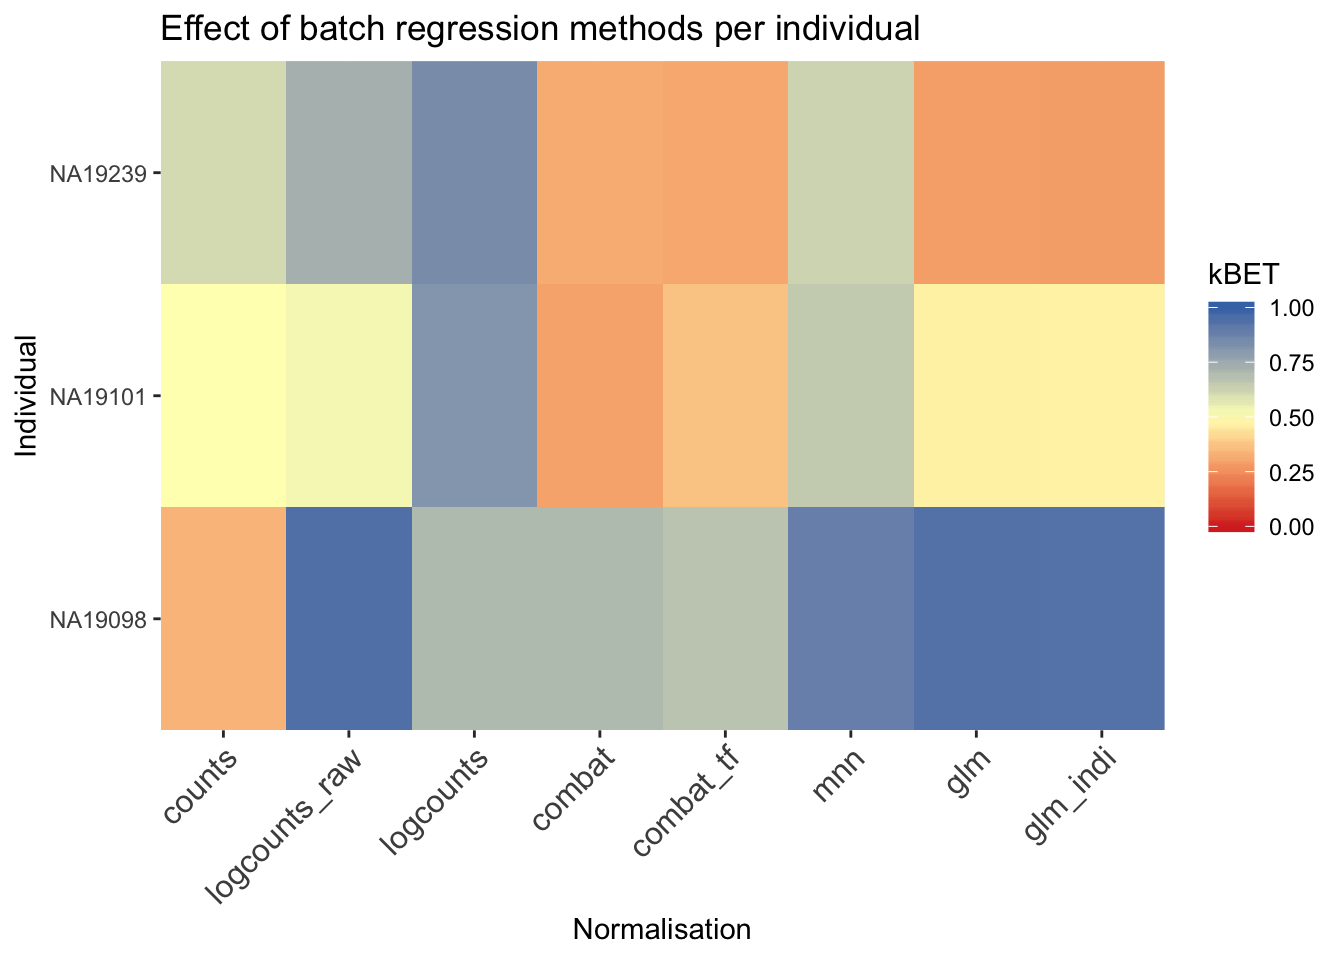 Effect of batch regression methods per individual
Individual
NA19239
NA19101
NA19098
counts
logcounts_raw
logcounts
combat
combat_tf
mnn
glm
glm_indi
Normalisation
kBET
1.00
0.75
0.50
0.25
0.00